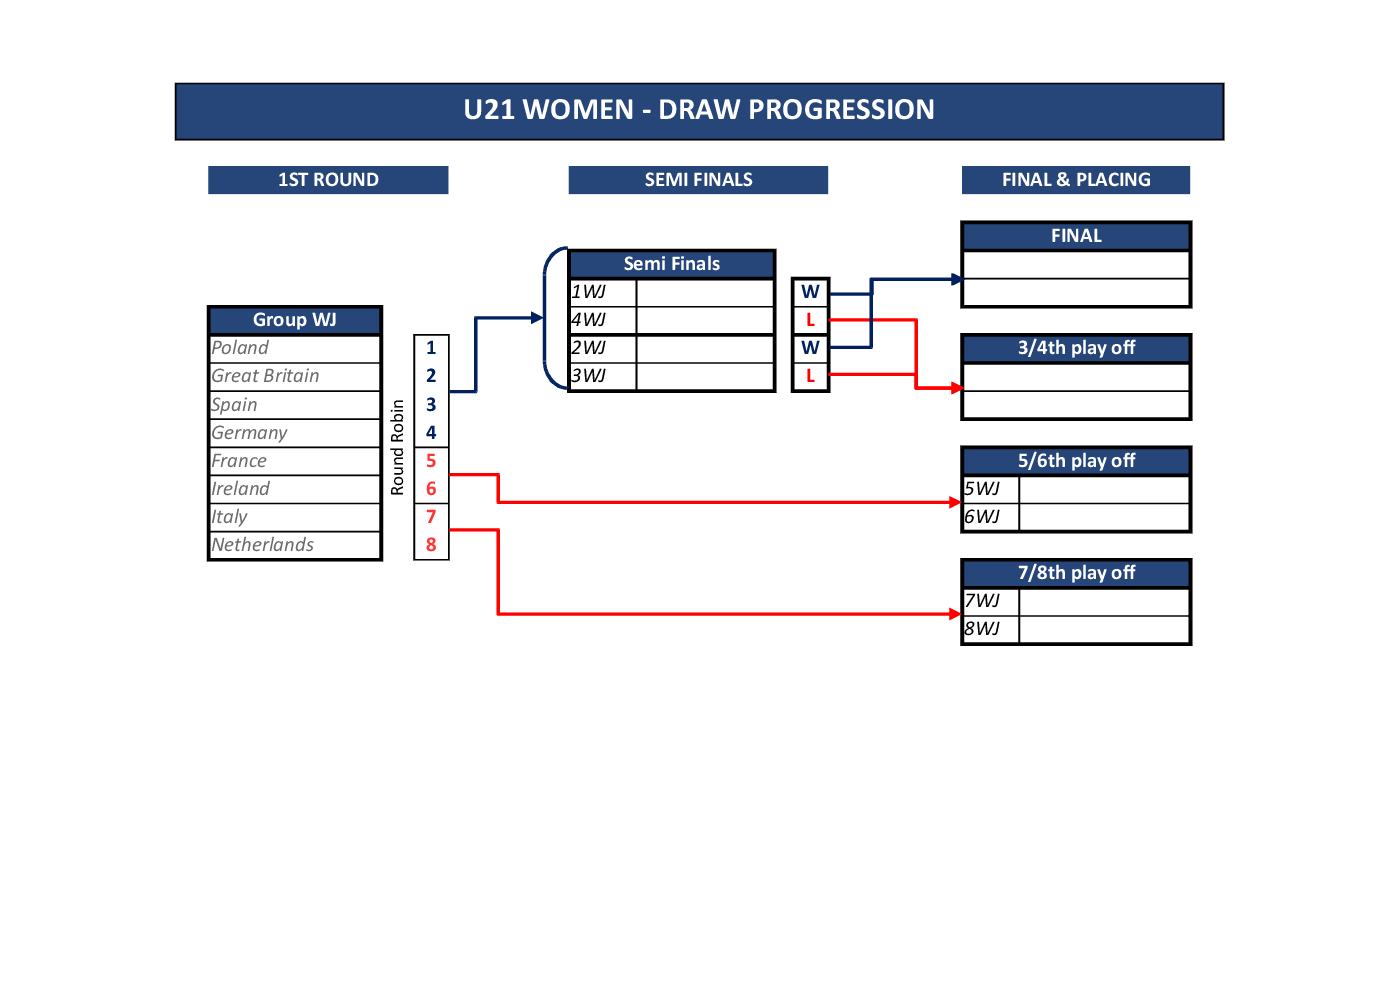 U21 WOMEN - DRAW PROGRESSION
1ST ROUND
SEMI FINALS
FINAL & PLACING
Group WJ
Poland
Great Britain
Spain
Germany
France
Ireland
Italy
Netherlands
Round Robin
1
2
3
4
5
6
7
8
Semi Finals
1WJ
4WJ
2WJ
3WJ
W
L
W
L
FINAL
3/4th play off
5/6th play off
5WJ
6WJ
7/8th play off
7WJ
8WJ